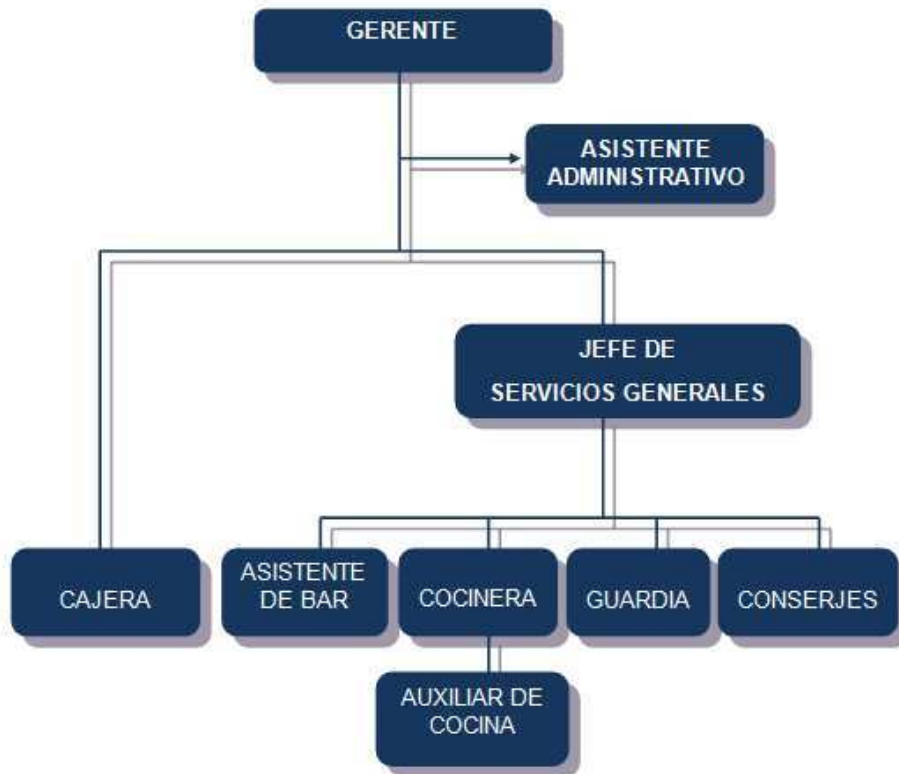 GERENTE
ASISTENTE
ADMINISTRATIVO
JEFE DE
SERVICIOS GENERALES
CAJERA
ASISTENTE
DE BAR
COCINERA
GUARDIA
CONSERJES
AUXILIAR DE
COCINA